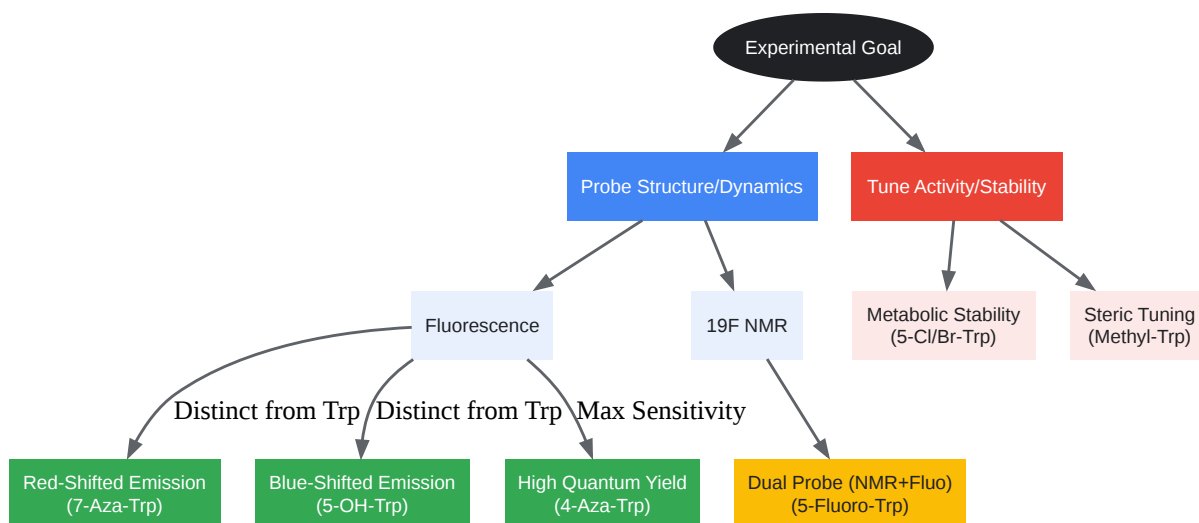 Experimental Goal
Probe Structure/Dynamics
Tune Activity/Stability
Fluorescence
19F NMR
Metabolic Stability
(5-Cl/Br-Trp)
Steric Tuning
(Methyl-Trp)
Distinct from Trp
Distinct from Trp
Max Sensitivity
Red-Shifted Emission
(7-Aza-Trp)
Blue-Shifted Emission
(5-OH-Trp)
High Quantum Yield
(4-Aza-Trp)
Dual Probe (NMR+Fluo)
(5-Fluoro-Trp)